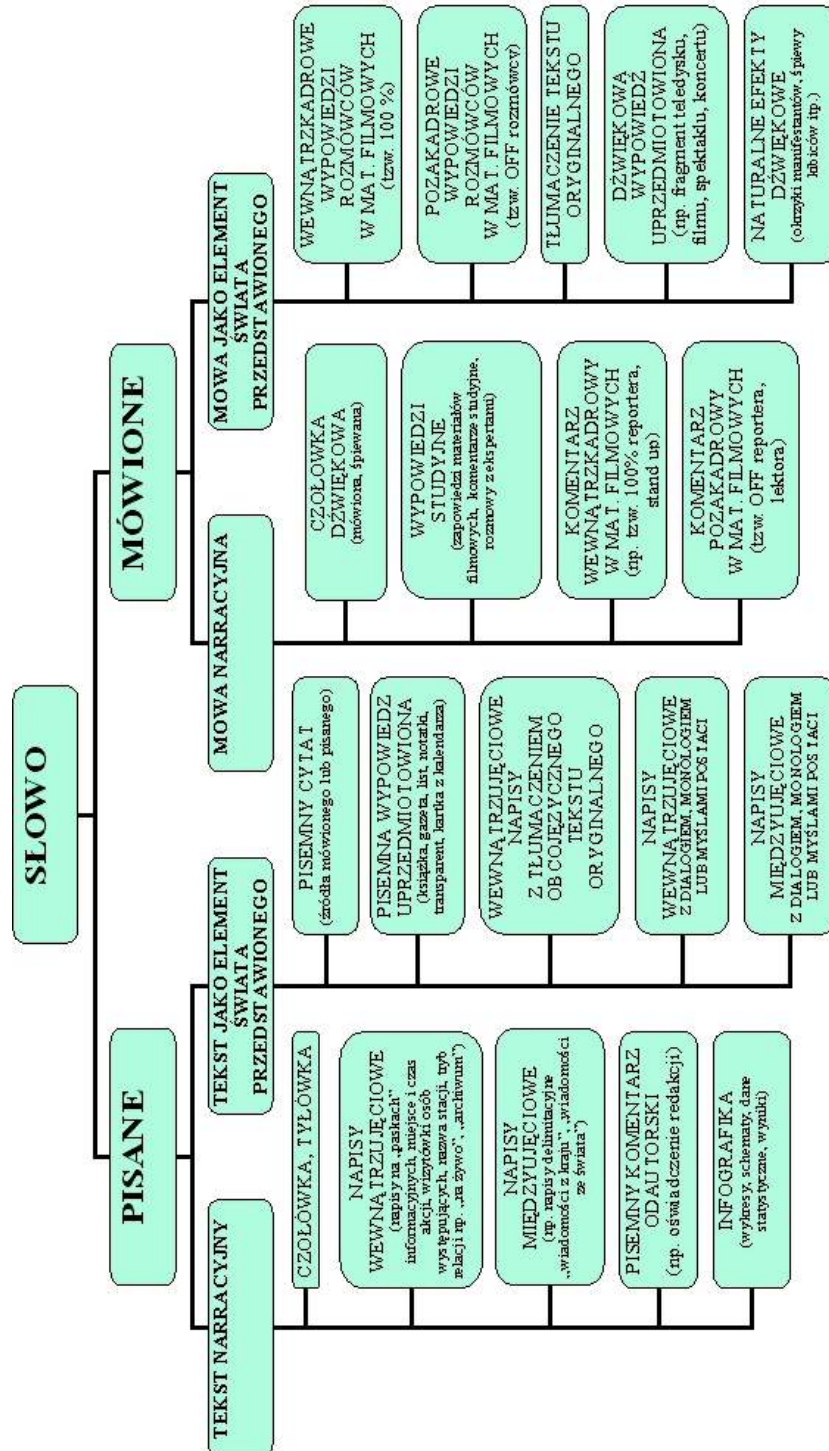 SŁOWO
PISANE
MÓWIONE
TEKST NARRACYJNY
TEKST JAKO ELEMENT
ŚWIATA
PRZEDSTAWIONEGO
MOWA NARRACYJNA
MOWA JAKO ELEMENT
ŚWIATA
PRZEDSTAWIONEGO
CZOŁÓWKA, TYŁÓWKA
NAPISY
WEWNĄTRZUJĘCIOWE
(napisy na „paskach”
informacyjnych, miejsce i czas
akcji, wizytówki osób
występujących, nazwa stacji, tryb
relacji np. „na żywo”, „archiwum”)
NAPISY
MIĘDZYUJĘCIOWE
(np. napisy delimitacyjne
„wiadomości z kraju”, „wiadomości
ze świata”)
PISEMNY KOMENTARZ
ODAUTORSKI
(np. oświadczenie redakcji)
INFOGRAFIKA
(wykresy, schematy, dane
statystyczne, wyniki)
PISEMNY CYTAT
(źródła mówionego lub pisanego)
PISEMNA WYPOWIEDZ
UPRZEDMIOTOWIONA
(książka, gazeta, list, notatki,
transparent, kartka z kalendarza)
WEWNĄTRZUJĘCIOWE
NAPISY
Z TŁUMACZENIEM
OBCOJĘZYCZNEGO
TEKSTU
ORYGINALNEGO
NAPISY
WEWNĄTRZUJĘCIOWE
Z DIALOGIEM, MONOLOGIEM
LUB MYŚLAMI POSTACI
NAPISY
MIĘDZYUJĘCIOWE
Z DIALOGIEM, MONOLOGIEM
LUB MYŚLAMI POSTACI
CZOŁÓWKA
DŹWIĘKOWA
(mówiona, śpiewana)
WYPOWIEDZI
STUDYJNE
(zapowiedzi materiałów
filmowych, komentarze studyjne,
rozmowy z ekspertami)
KOMENTARZ
WEWNĄTRZKADROWY
W MAT. FILMOWYCH
(np. tzw. 100% reportera,
stand up)
KOMENTARZ
POZAKADROWY
W MAT. FILMOWYCH
(tzw. OFF reportera,
lektora)
WEWNĄTRZKADROWE
WYPOWIEDZI
ROZMÓWCÓW
W MAT. FILMOWYCH
(tzw. 100 %)
POZAKADROWE
WYPOWIEDZI
ROZMÓWCÓW
W MAT. FILMOWYCH
(tzw. OFF rozmówcy)
TŁUMACZENIE TEKSTU
ORYGINALNEGO
DŹWIĘKOWA
WYPOWIEDŹ
UPRZEDMIOTOWIONA
(np. fragment teledysku,
filmu, spektaklu, koncertu)
NATURALNE EFEKTY
DŹWIĘKOWE
(okrzyki manifestantów, śpiewy
kibiców itp.)